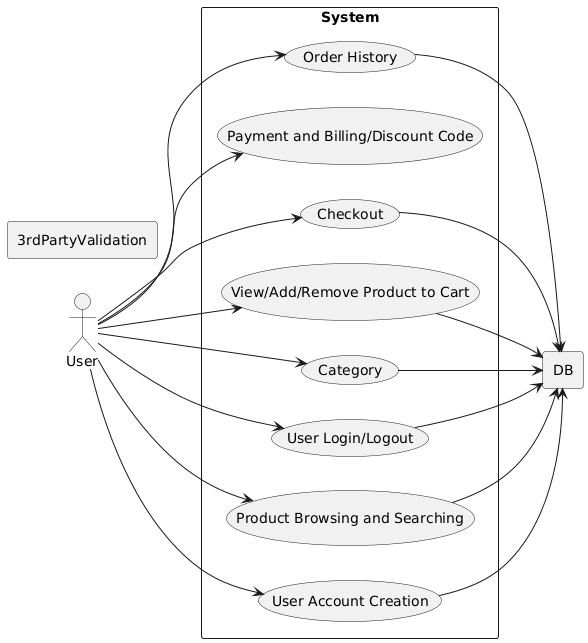 System
Order History
Payment and Billing/Discount Code
Checkout
3rdPartyValidation
View/Add/Remove Product to Cart
User
Category
DB
User Login/Logout
Product Browsing and Searching
User Account Creation